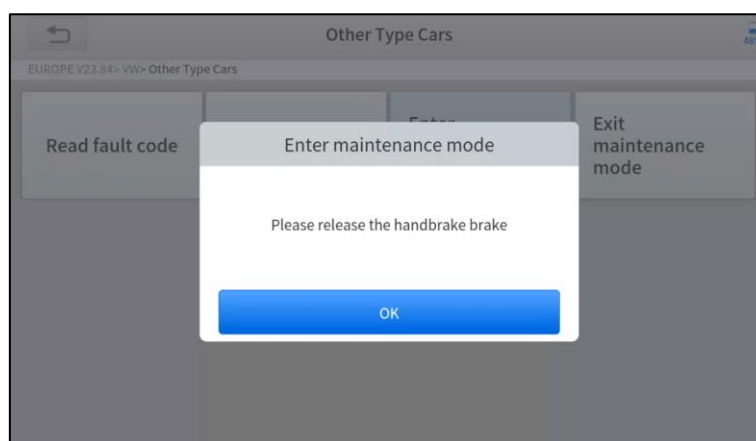 Other Type Cars
EUROPE V23.84> VW> Other Type Cars
Read fault code
Enter maintenance mode
Please release the handbrake brake
OK
Exit
maintenance
mode